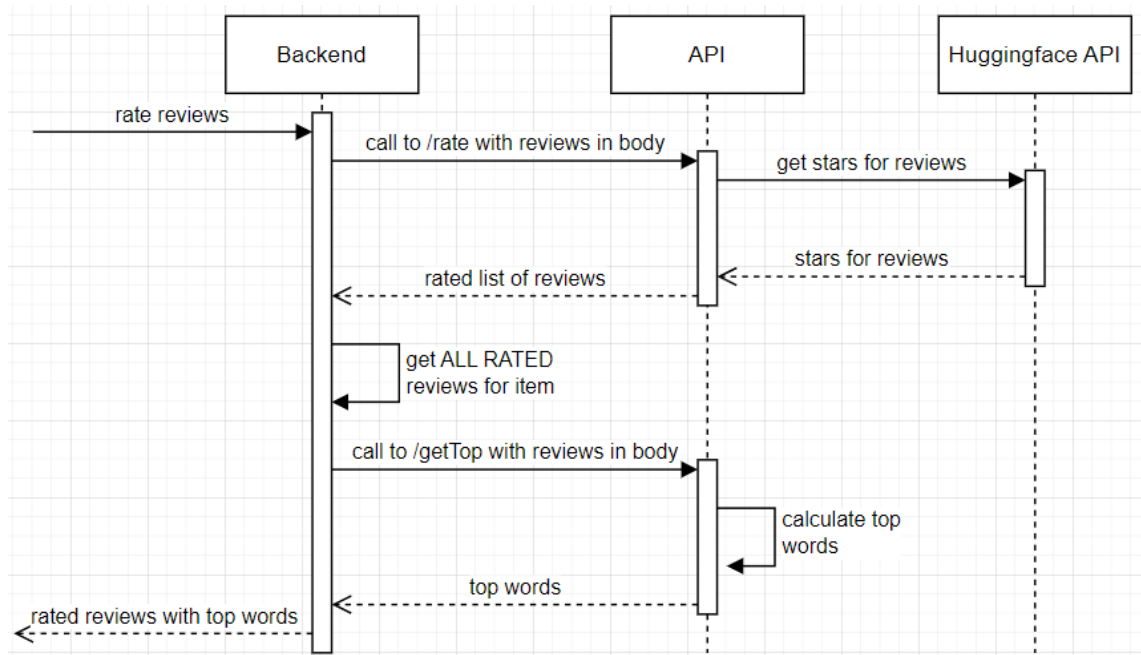 Backend
API
Huggingface API
rate reviews
call to /rate with reviews in body
get stars for reviews
stars for reviews
rated list of reviews
get ALL RATED
reviews for item
call to /getTop with reviews in body
calculate top
words
top words
rated reviews with top words